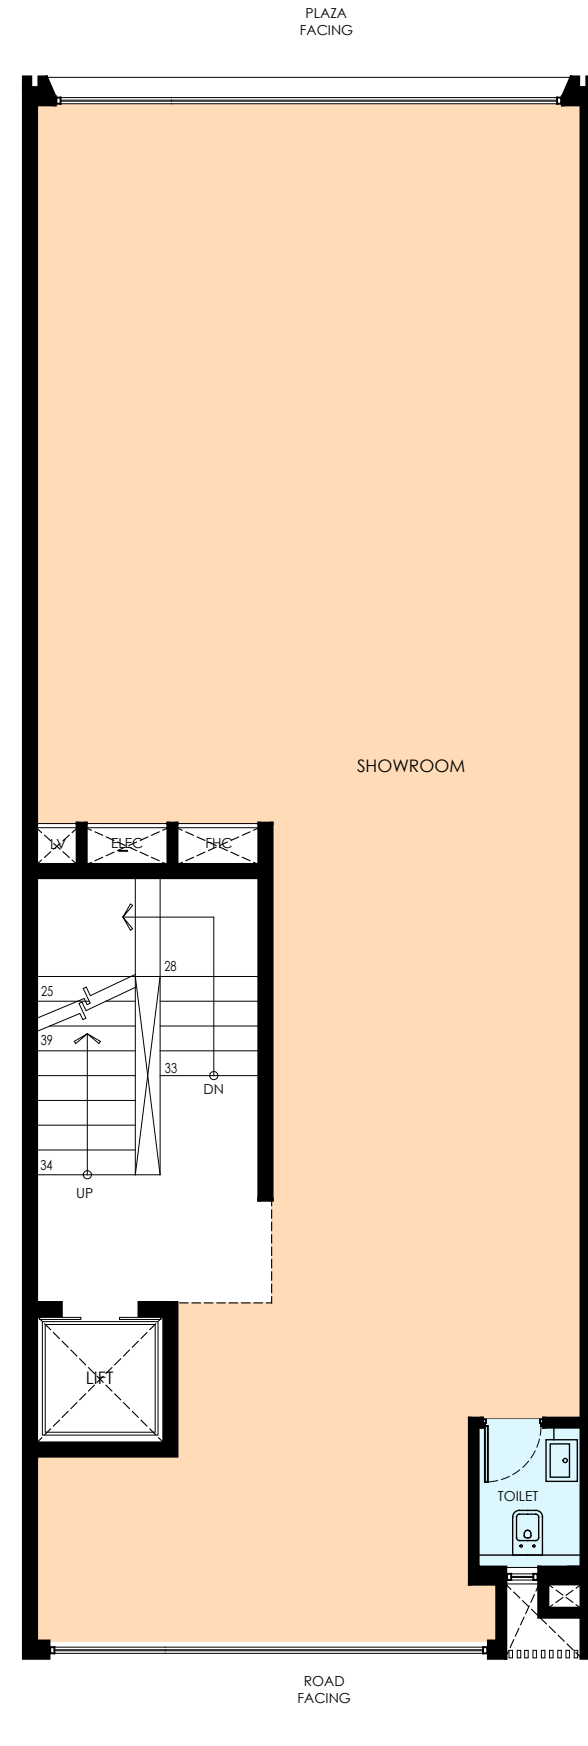 PLAZA
FACING
SHOWROOM
LV
ELEC
FHC
28
25
39
33
DN
34
UP
LIFT
TOILET
ROAD
FACING